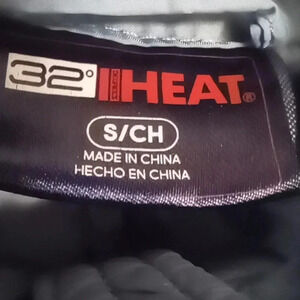 32° HEAT®
S/CH
MADE IN CHINA
HECHO EN CHINA